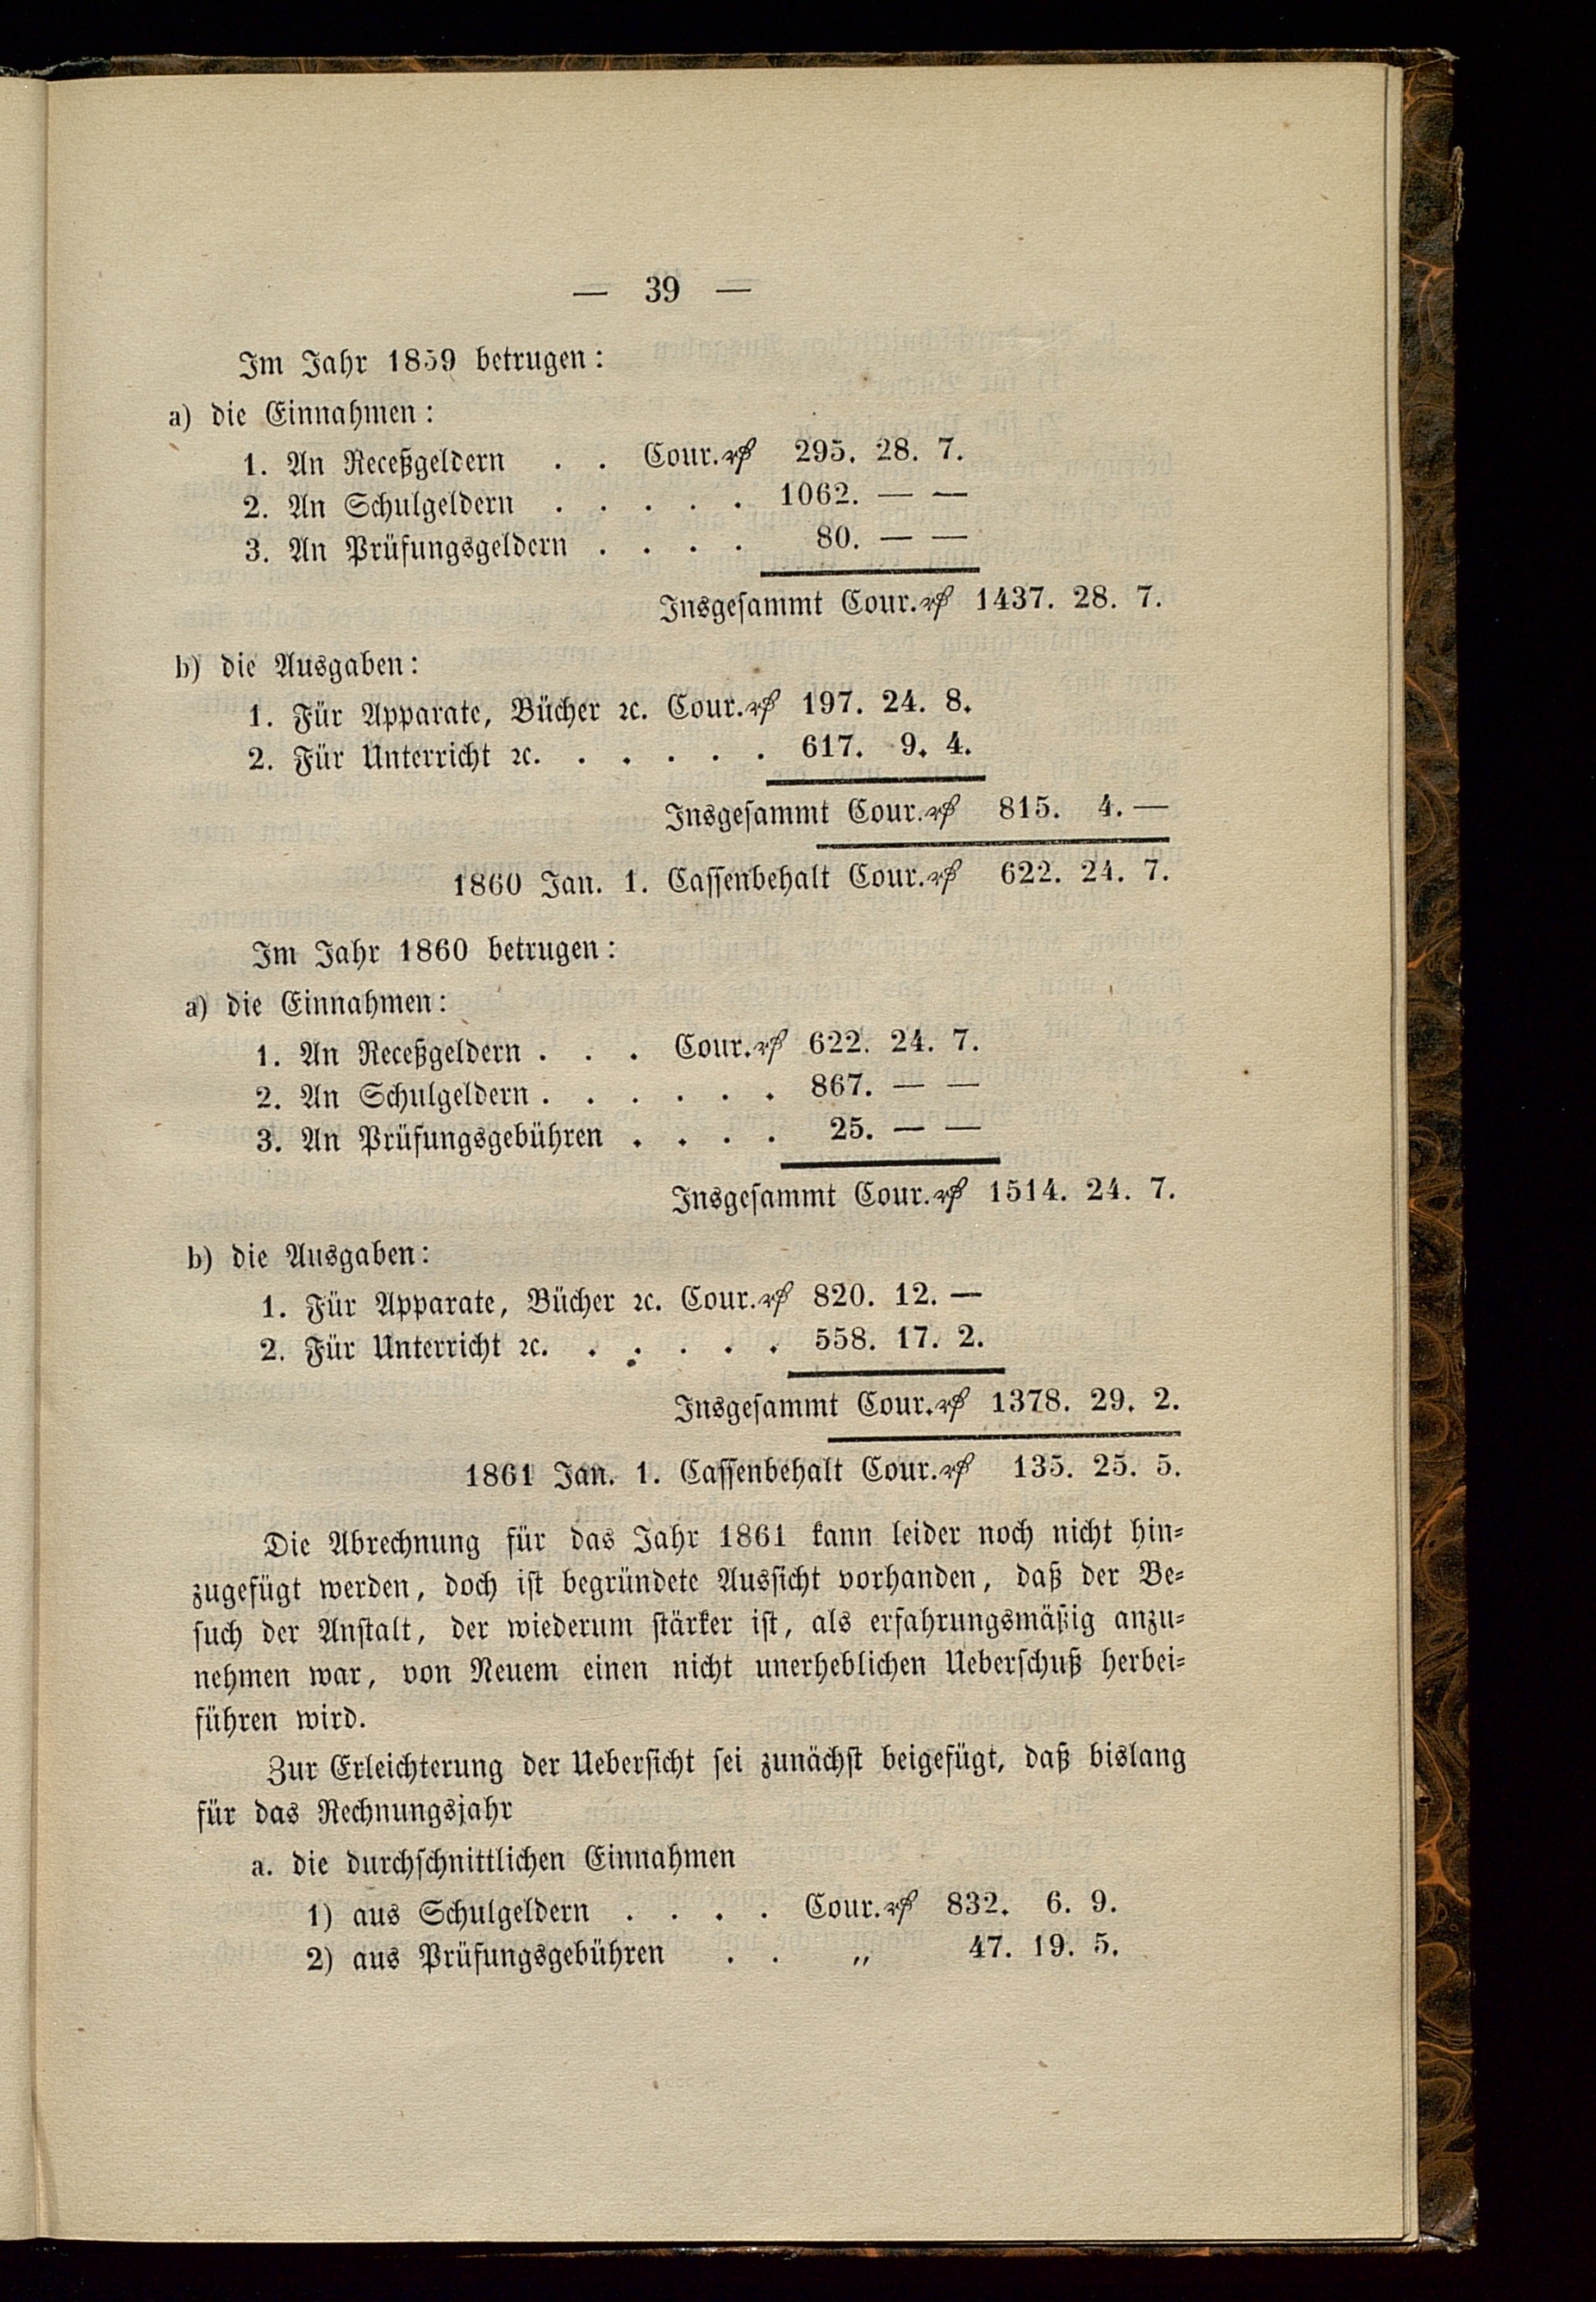 — 39 —
Im Jahr 1859 betrugen:
a) die Einnahmen:
1. An Receßgeldern . . Cour.₰ 295. 28. 7.
2. An Schulgeldern . . . . . 1062. — —
3. An Prüfungsgeldern . . . . 80. — —
Insgesammt Cour.₰ 1437. 28. 7.
b) die Ausgaben:
1. Für Apparate, Bücher ꝛc. Cour.₰ 197. 24. 8.
2. Für Unterricht ꝛc. . . . . . 617. 9. 4.
Insgesammt Cour.₰ 815. 4. —
1860 Jan. 1. Cassenbehalt Cour.₰ 622. 24. 7.
Im Jahr 1860 betrugen:
a) die Einnahmen:
1. An Receßgeldern . . . Cour.₰ 622. 24. 7.
2. An Schulgeldern . . . . . . 867. — —
3. An Prüfungsgebühren . . . . 25. — —
Insgesammt Cour.₰ 1514. 24. 7.
b) die Ausgaben:
1. Für Apparate, Bücher ꝛc. Cour.₰ 820. 12. —
2. Für Unterricht ꝛc. . . . . . 558. 17. 2.
Insgesammt Cour.₰ 1378. 29. 2.
1861 Jan. 1. Cassenbehalt Cour.₰ 135. 25. 5.
Die Abrechnung für das Jahr 1861 kann leider noch nicht hin-
zugefügt werden, doch ist begründete Aussicht vorhanden, daß der Be-
such der Anstalt, der wiederum stärker ist, als erfahrungsmäßig anzu-
nehmen war, von Neuem einen nicht unerheblichen Ueberschuß herbei-
führen wird.
Zur Erleichterung der Uebersicht sei zunächst beigefügt, daß bislang
für das Rechnungsjahr
a. die durchschnittlichen Einnahmen
1) aus Schulgeldern . . . . Cour.₰ 832. 6. 9.
2) aus Prüfungsgebühren . . „ 47. 19. 5.